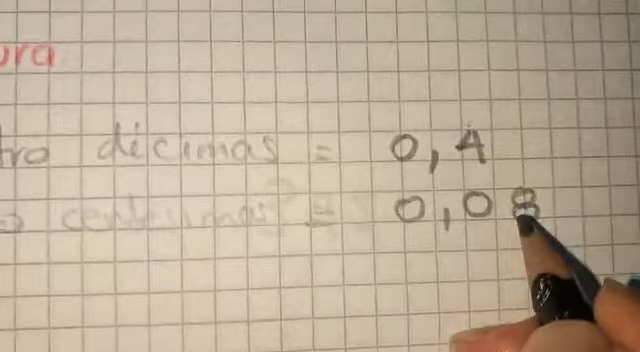 ora
tro décimas = 0,4
o centésimas = 0,08